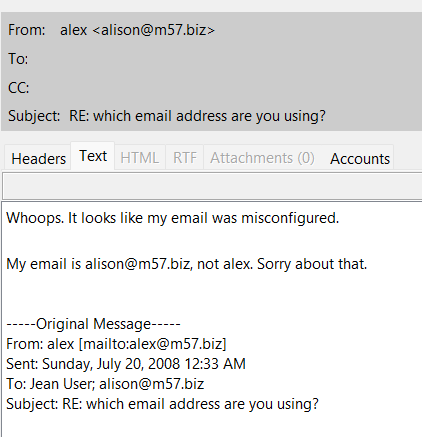 From: alex <alison@m57.biz>
To:
CC:
Subject: RE: which email address are you using?
Headers Text HTML RTF Attachments (0) Accounts
Whoops. It looks like my email was misconfigured.
My email is alison@m57.biz, not alex. Sorry about that.
-----Original Message-----
From: alex [mailto:alex@m57.biz]
Sent: Sunday, July 20, 2008 12:33 AM
To: Jean User; alison@m57.biz
Subject: RE: which email address are you using?